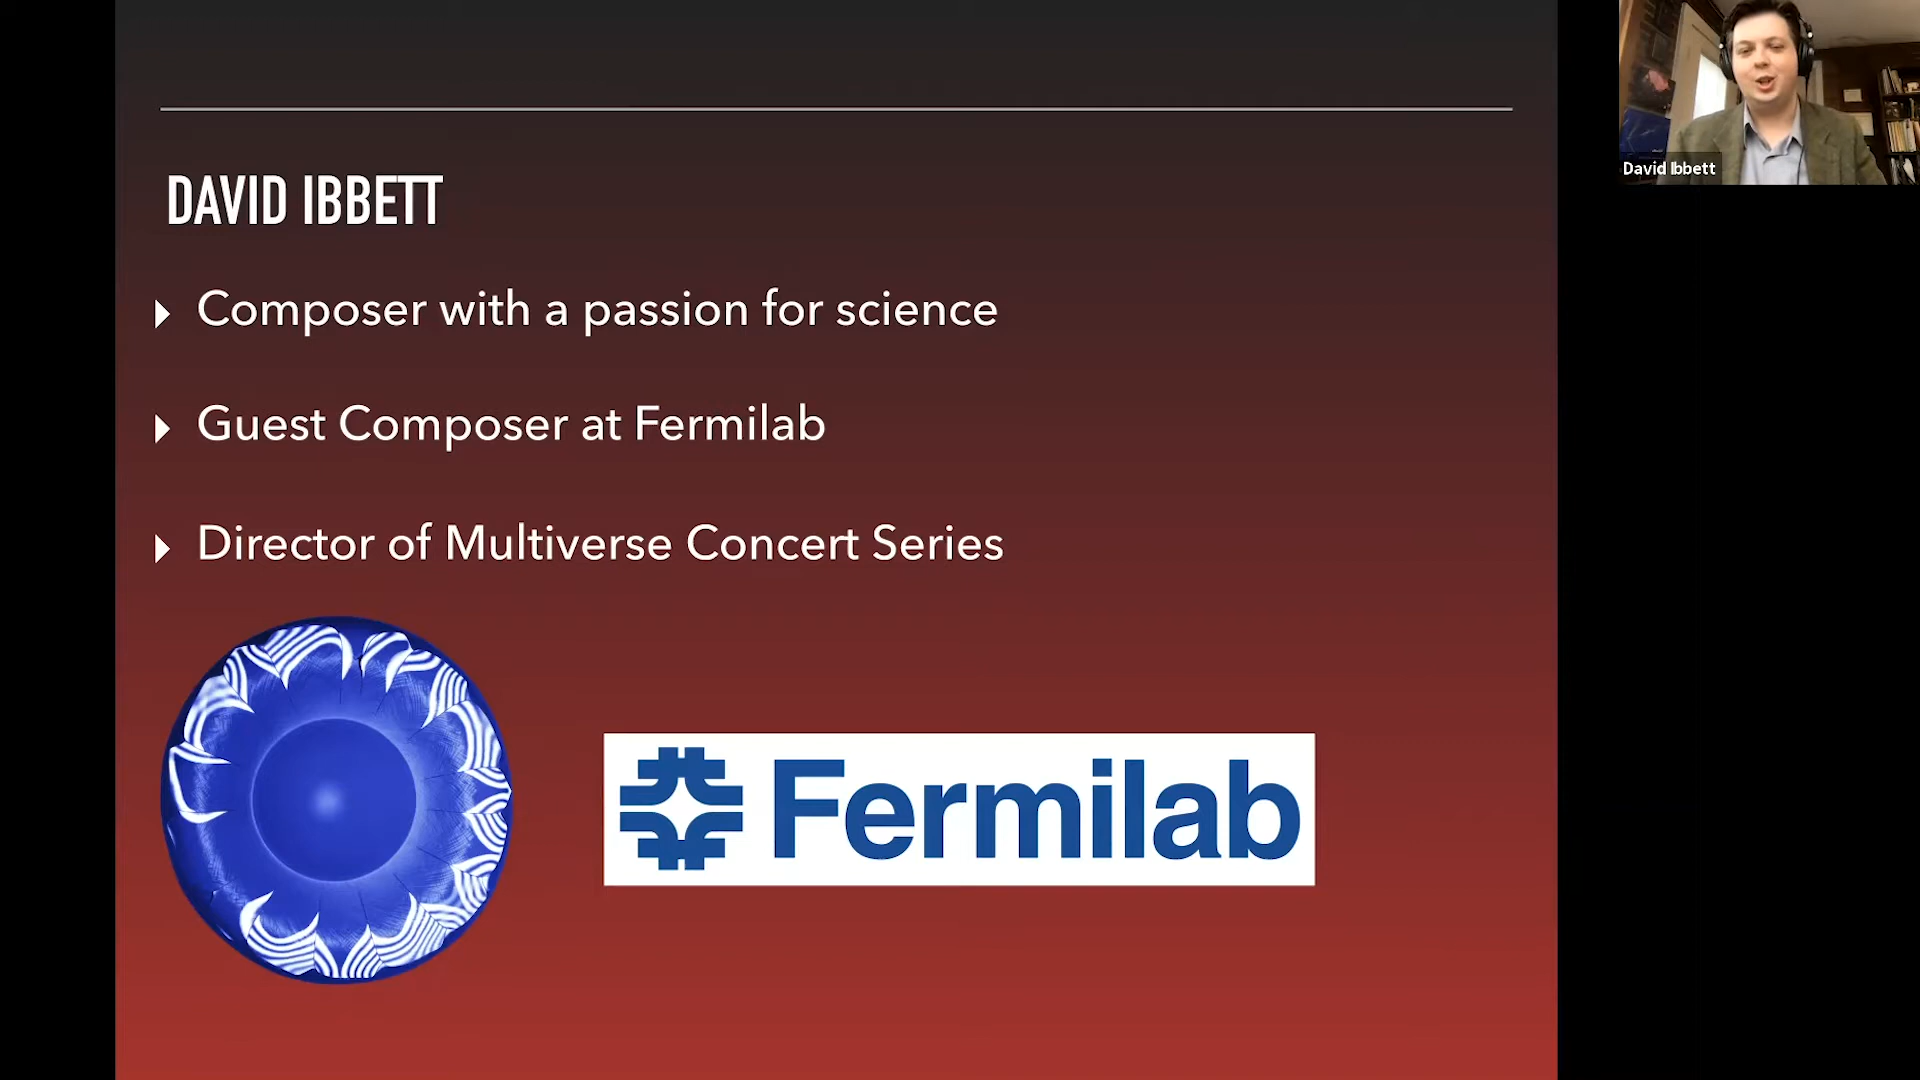 DAVID IBBETT
Composer with a passion for science
Guest Composer at Fermilab
Director of Multiverse Concert Series
Fermilab
David Ibbett